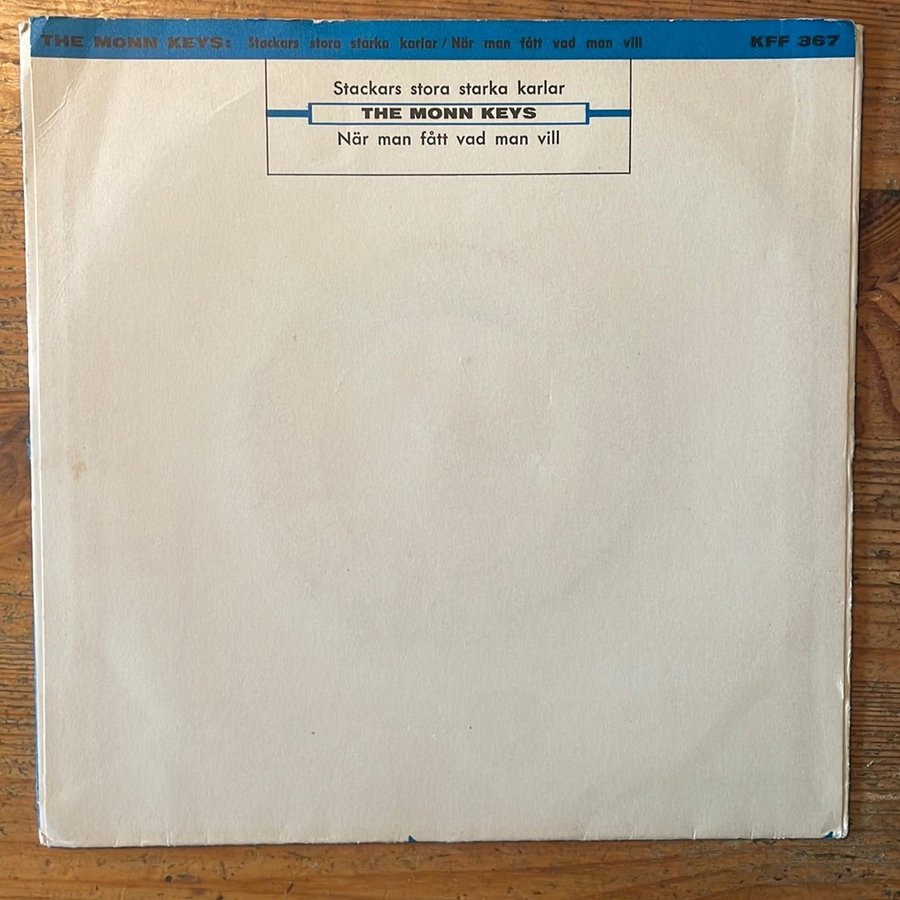 THE MONN KEYS: Stackars stora starka karlar / När man fått vad man vill KFF 367
Stackars stora starka karlar
THE MONN KEYS
När man fått vad man vill